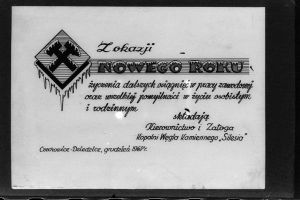 Z okazji
NOWEGO ROKU
życzenia dalszych osiągnięć w pracy zawodowej
oraz wszelkiej pomyślności w życiu osobistym
i rodzinnym
składają
Kierownictwo i Załoga
Kopalni Węgla Kamiennego „Silesia"
Czechowice-Dziedzice, grudzień 1967r.